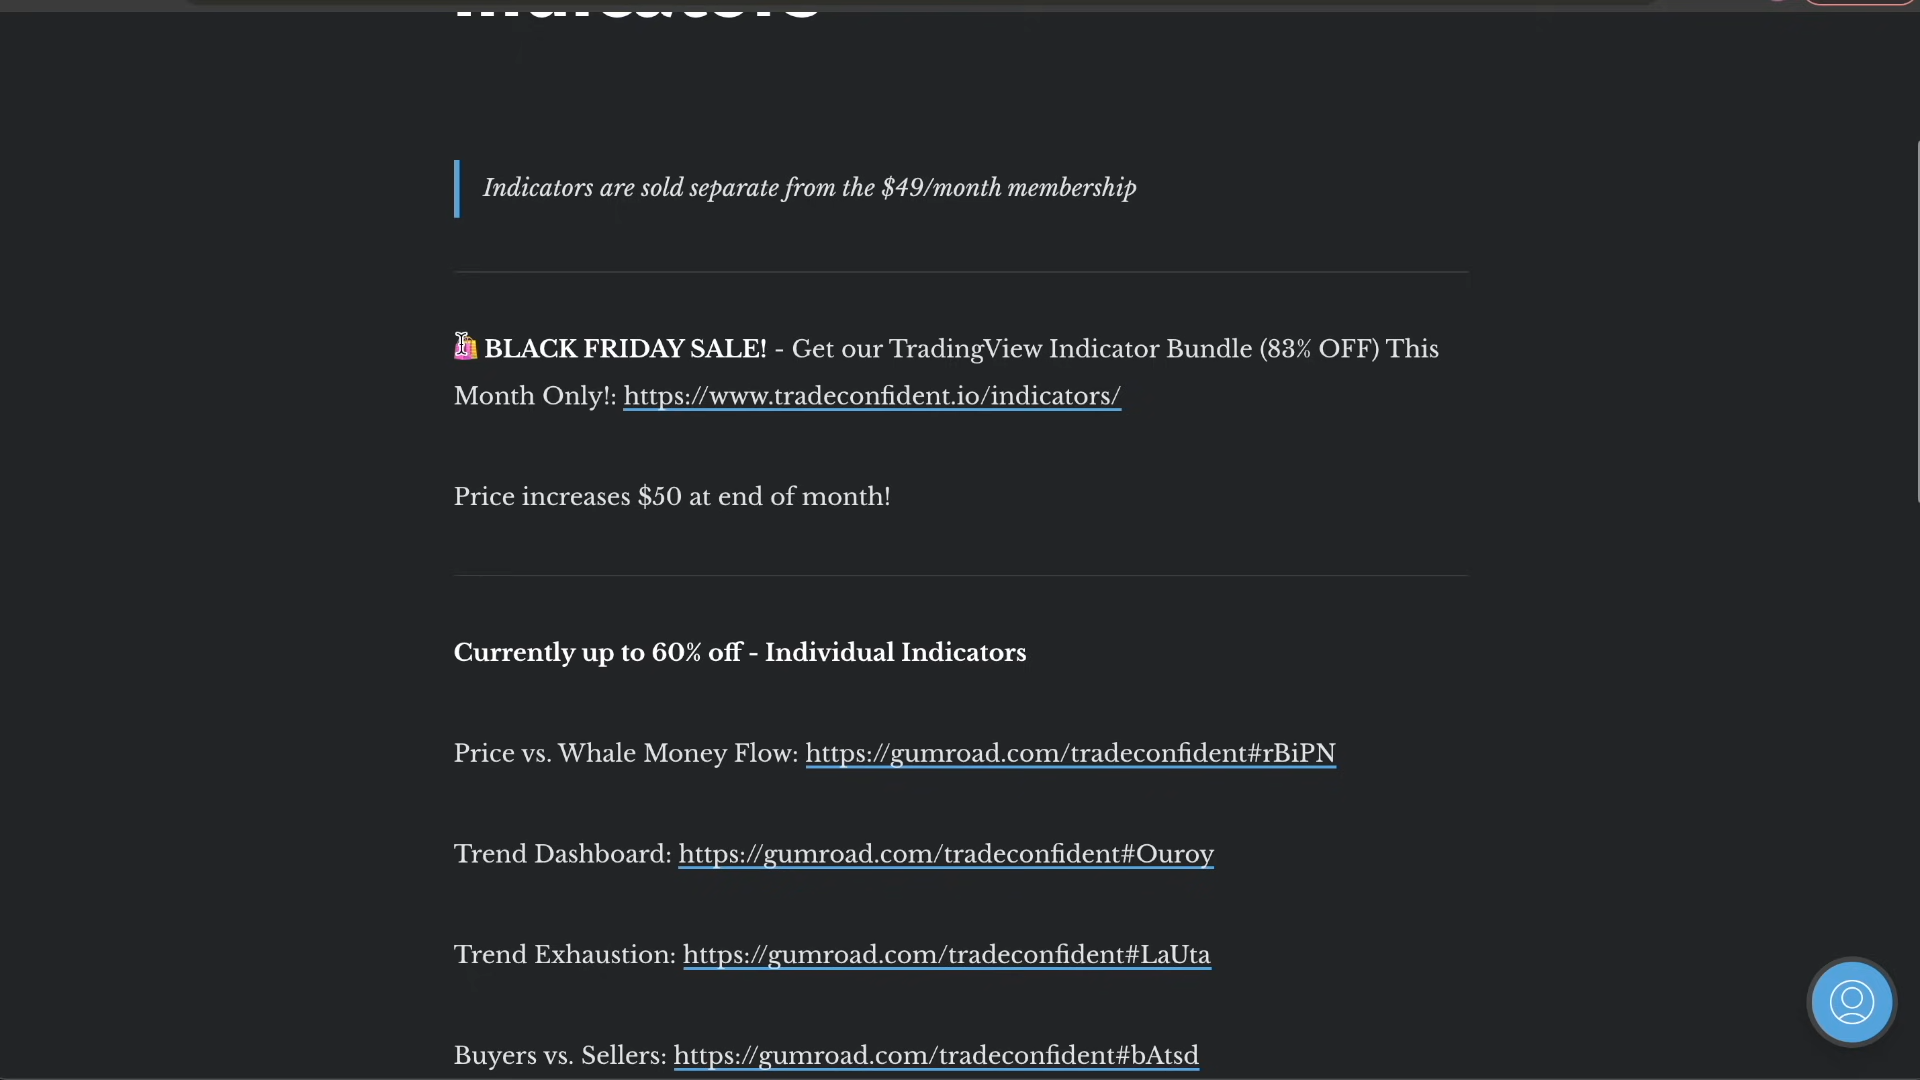 Indicators are sold separate from the $49/month membership
BLACK FRIDAY SALE! - Get our TradingView Indicator Bundle (83% OFF) This
Month Only!: https://www.tradeconfident.io/indicators/
Price increases $50 at end of month!
Currently up to 60% off - Individual Indicators
Price vs. Whale Money Flow: https://gumroad.com/tradeconfident#rBiPN
Trend Dashboard: https://gumroad.com/tradeconfident#Ouroy
Trend Exhaustion: https://gumroad.com/tradeconfident#LaUta
Buyers vs. Sellers: https://gumroad.com/tradeconfident#bAtsd